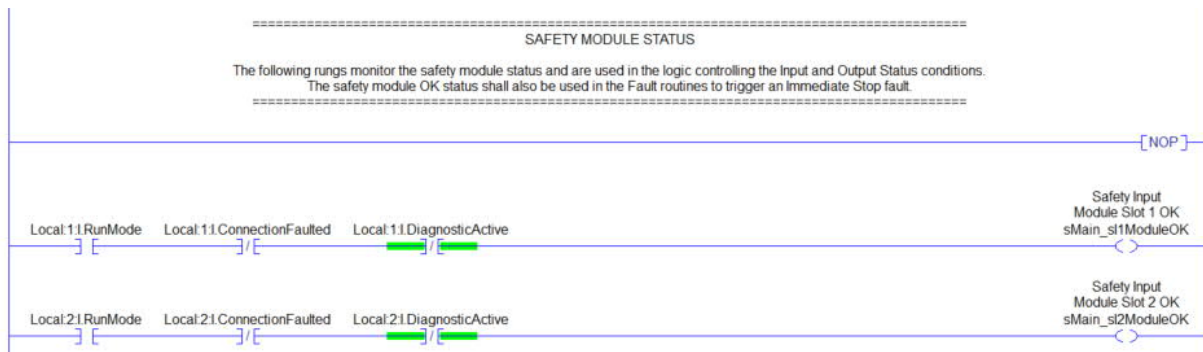 ==========================================================================================
SAFETY MODULE STATUS
The following rungs monitor the safety module status and are used in the logic controlling the Input and Output Status conditions.
The safety module OK status shall also be used in the Fault routines to trigger an Immediate Stop fault.
==========================================================================================
NOP
Safety Input
Module Slot 1 OK
Local:1:I.RunMode Local:1:I.ConnectionFaulted Local:1:I.DiagnosticActive sMain_sl1ModuleOK
Safety Input
Module Slot 2 OK
Local:2:I.RunMode Local:2:I.ConnectionFaulted Local:2:I.DiagnosticActive sMain_sl2ModuleOK